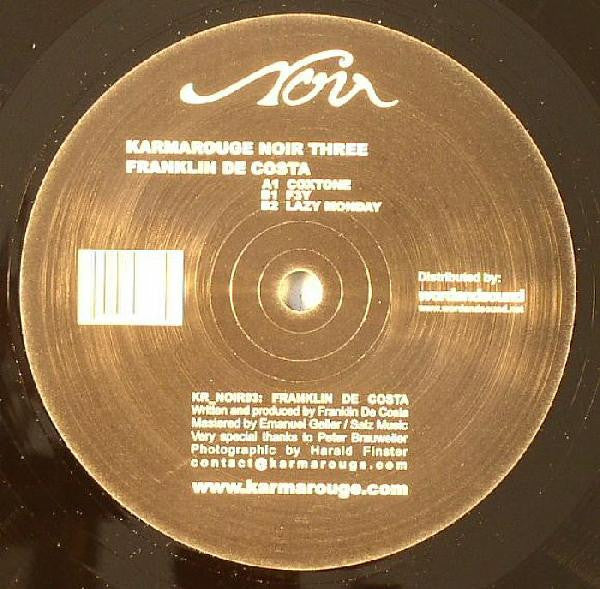 Noir
KARMAROUGE NOIR THREE
FRANKLIN DE COSTA
A1 COXTONE
B1 F3Y
B2 LAZY MONDAY
Distributed by:
wordandsound
KR_NOIR03: FRANKLIN DE COSTA
Written and produced by Franklin De Costa
Mastered by Emanuel Geller / Salz Music
Very special thanks to Peter Brauweiler
Photographic by Harald Finster
contact@karmarouge.com
www.karmarouge.com